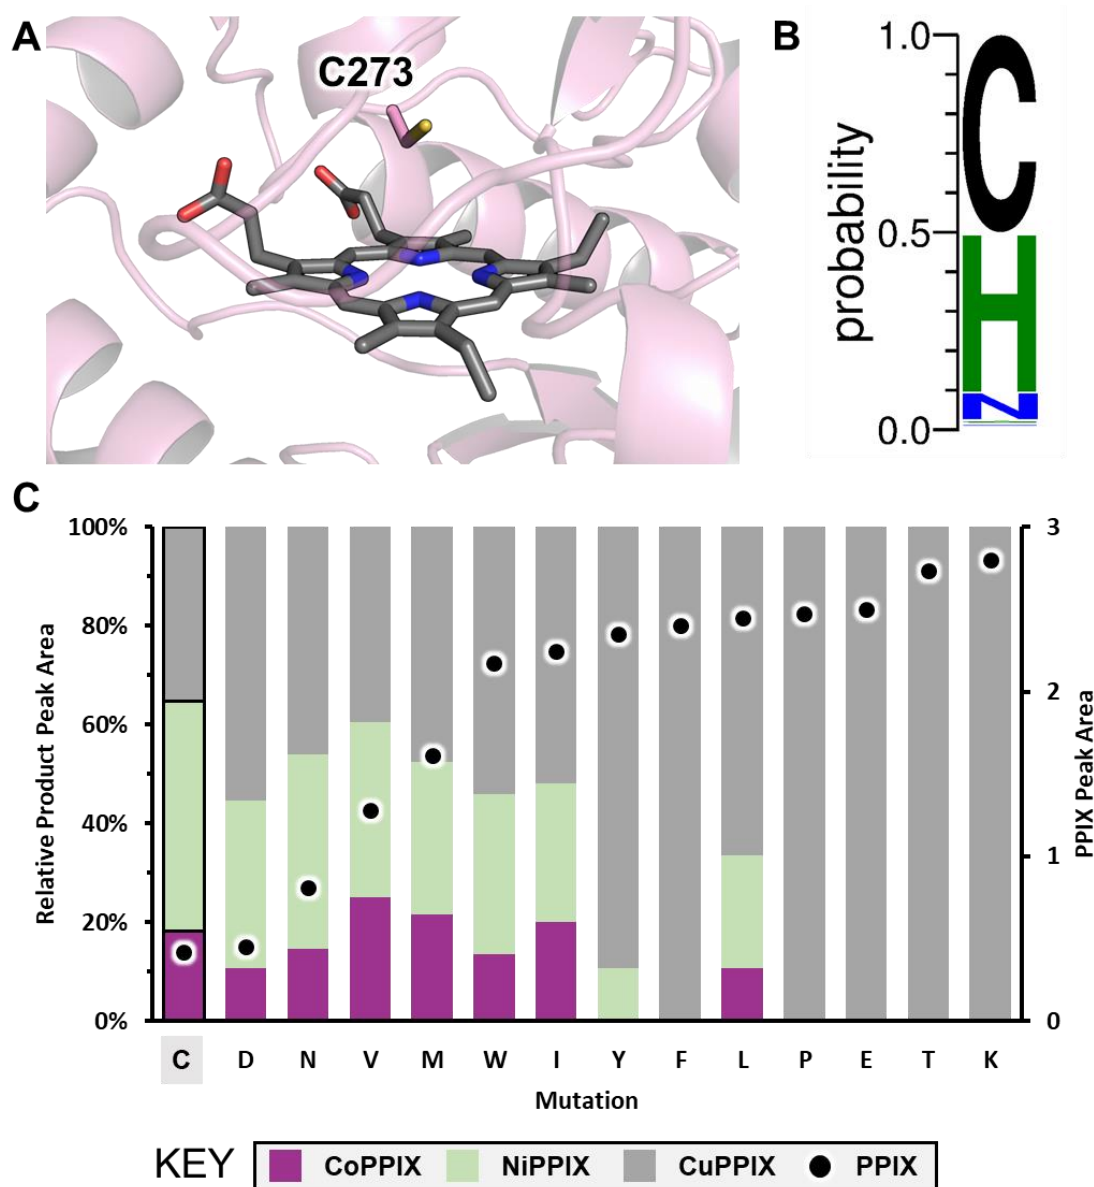 A
C273
B
probability
1.0
0.5
0.0
C
H
N
C
Relative Product Peak Area
100%
80%
60%
40%
20%
0%
3
2
1
0
PPIX Peak Area
C D N V M W I Y F L P E T K
Mutation
KEY CoPPIX NiPPIX CuPPIX PPIX